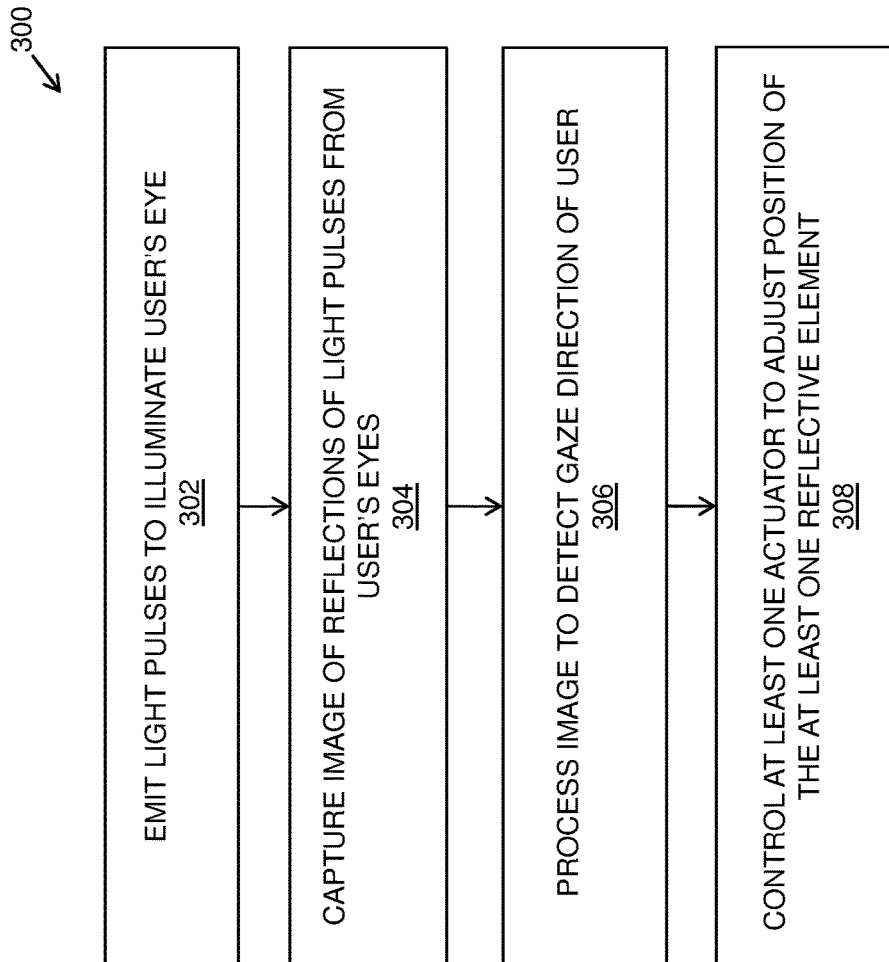 300
EMIT LIGHT PULSES TO ILLUMINATE USER'S EYE
302
CAPTURE IMAGE OF REFLECTIONS OF LIGHT PULSES FROM
USER'S EYES
304
PROCESS IMAGE TO DETECT GAZE DIRECTION OF USER
306
CONTROL AT LEAST ONE ACTUATOR TO ADJUST POSITION OF
THE AT LEAST ONE REFLECTIVE ELEMENT
308